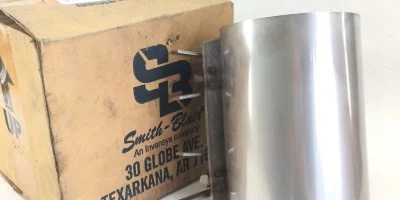 SB
Smith-Blair
An Invensys company
30 GLOBE AVE.
TEXARKANA, AR
UP